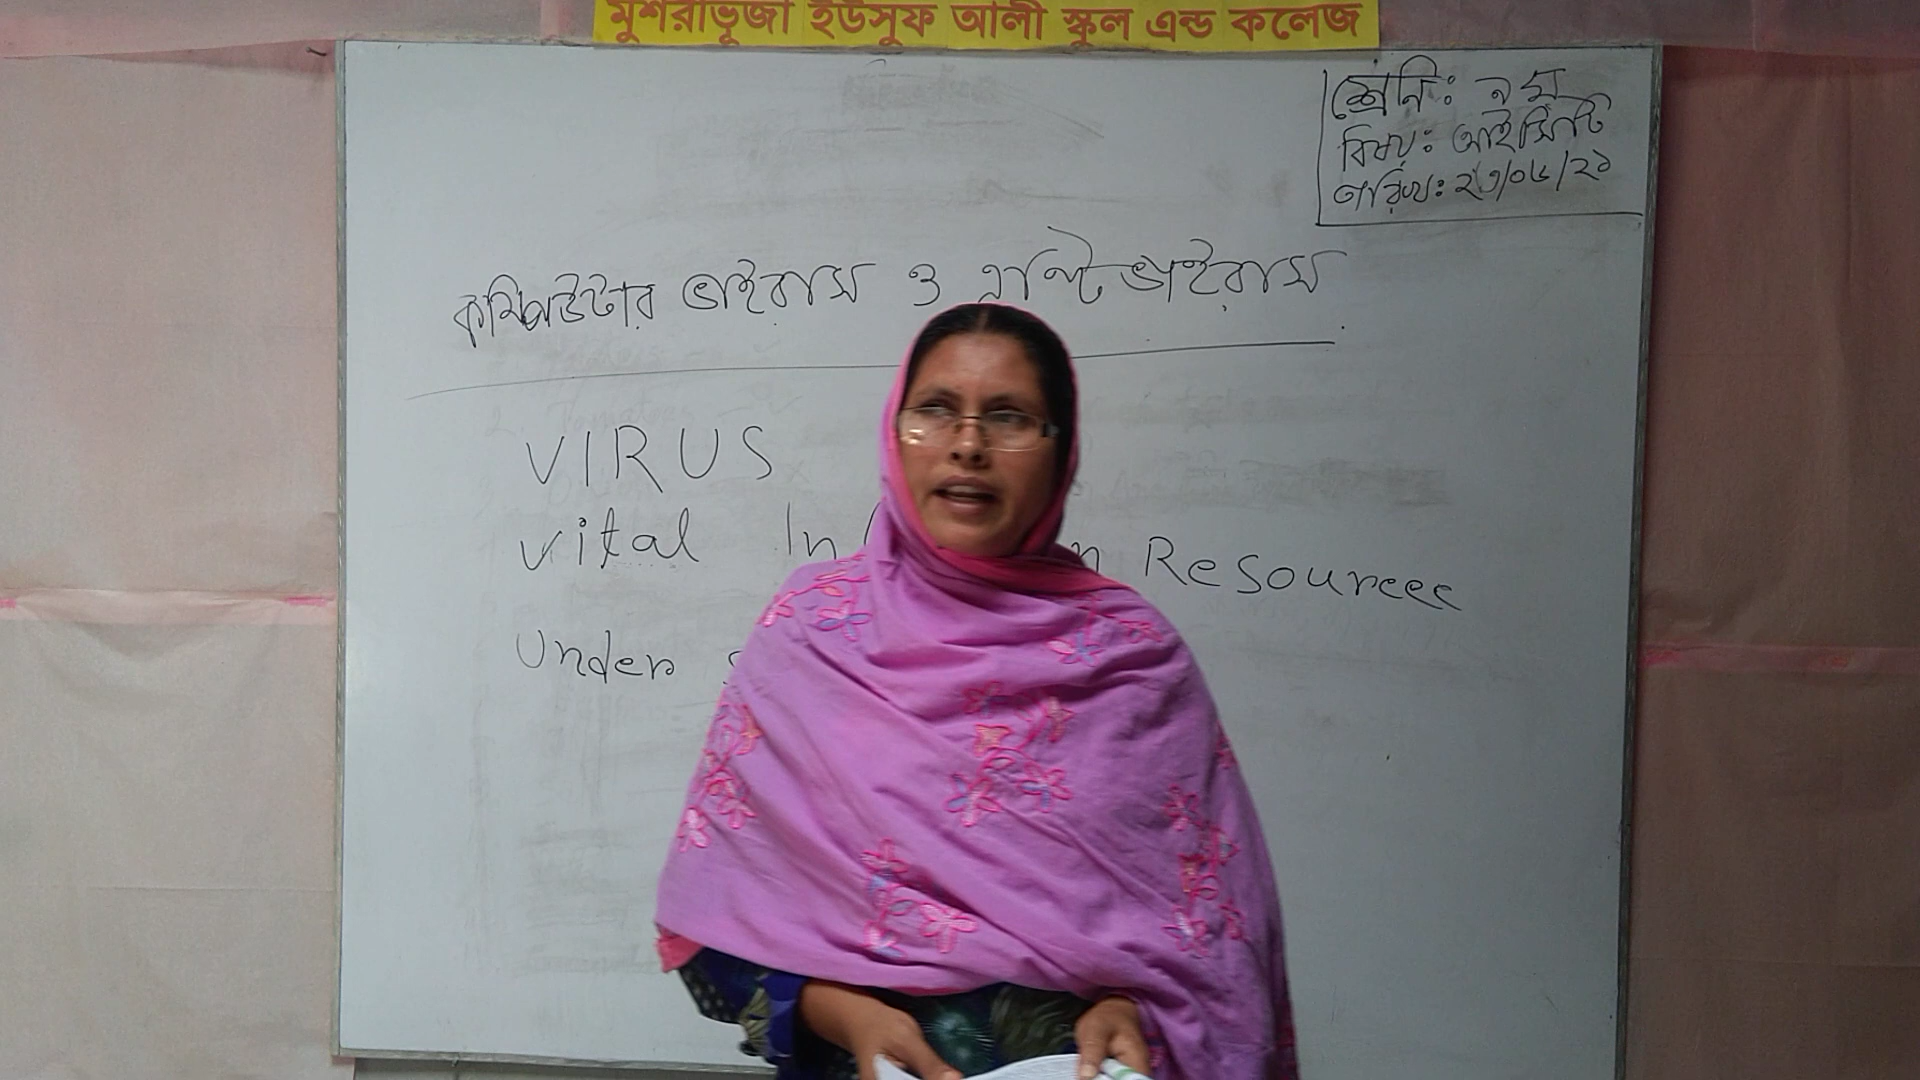 মুশরীভূজা ইউসুফ আলী স্কুল এন্ড কলেজ
শ্রেণি: ৯ম
বিষয়: আইসিটি
তারিখ: ২৩/০৬/২১
কম্পিউটার ভাইরাস ও এন্টিভাইরাস
VIRUS
Vital Resources
Under